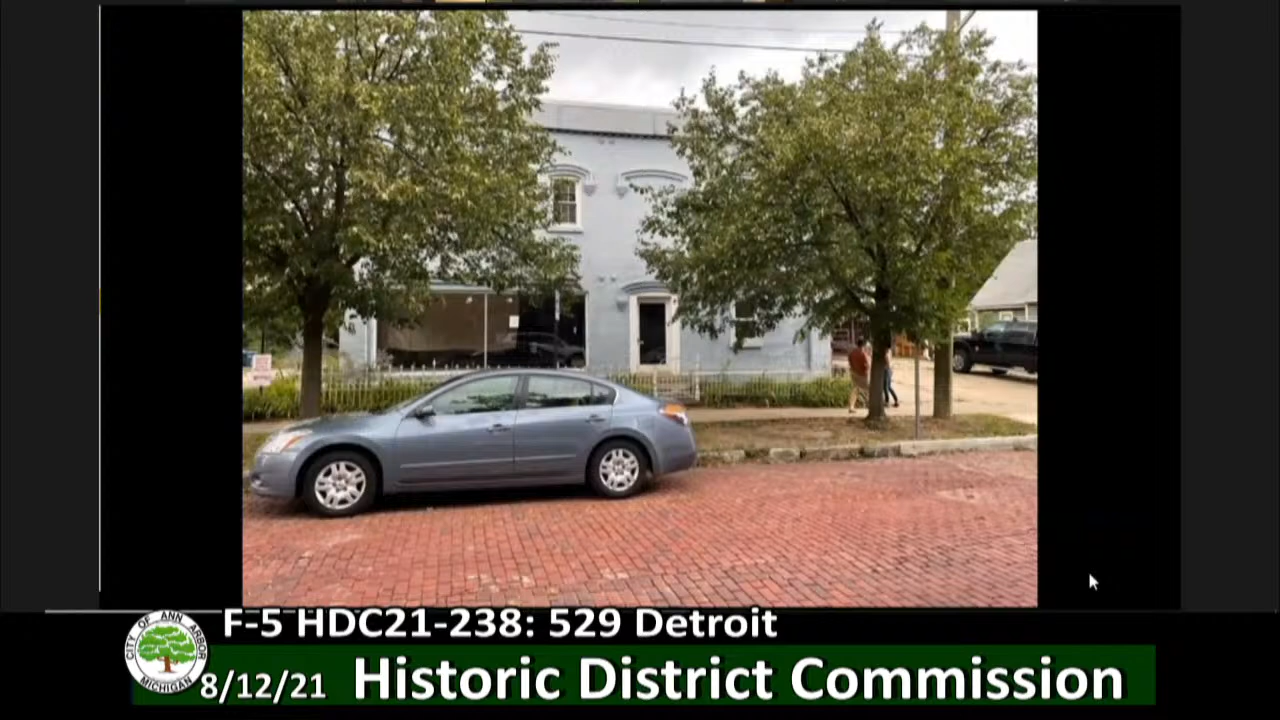 F-5 HDC21-238: 529 Detroit
CITY OF ANN ARBOR
MICHIGAN
8/12/21
Historic District Commission